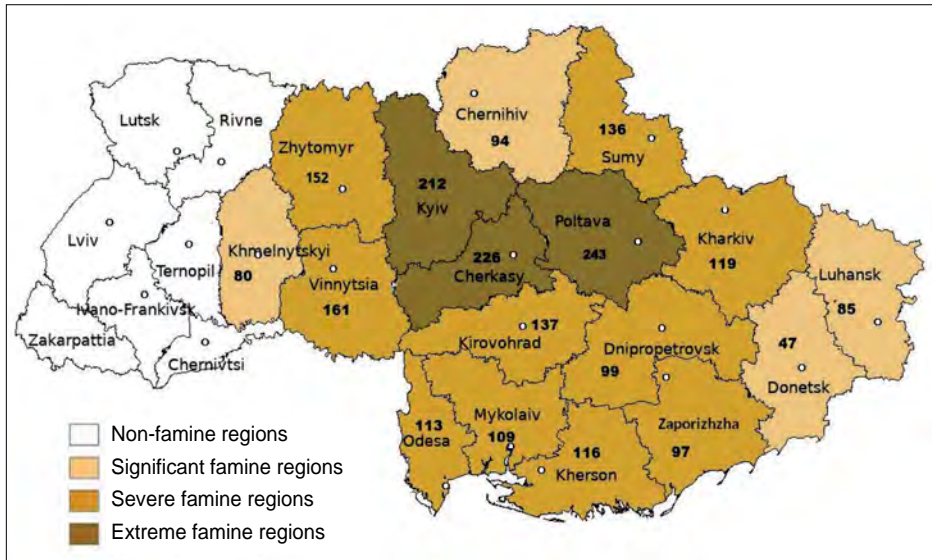 Lutsk
Rivne
Chernihiv
94
136
Sumy
Zhytomyr
152
212
Kyiv
Poltava
243
Kharkiv
119
Lviv
Ternopil
Khmelnytskyi
80
226
Cherkasy
Vinnytsia
161
Luhansk
85
Ivano-Frankivsk
Zakarpattia
Chernivtsi
137
Kirovohrad
Dnipropetrovsk
99
47
Donetsk
113
Odesa
Mykolaiv
109
116
Kherson
Zaporizhzha
97
Non-famine regions
Significant famine regions
Severe famine regions
Extreme famine regions